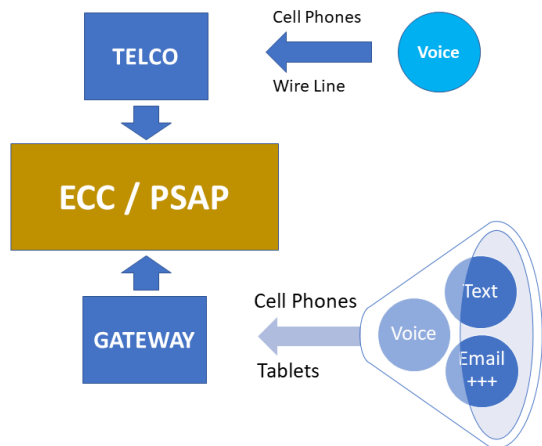 Cell Phones
TELCO
Voice
Wire Line
ECC / PSAP
Cell Phones
Text
GATEWAY
Voice
Email
+++
Tablets